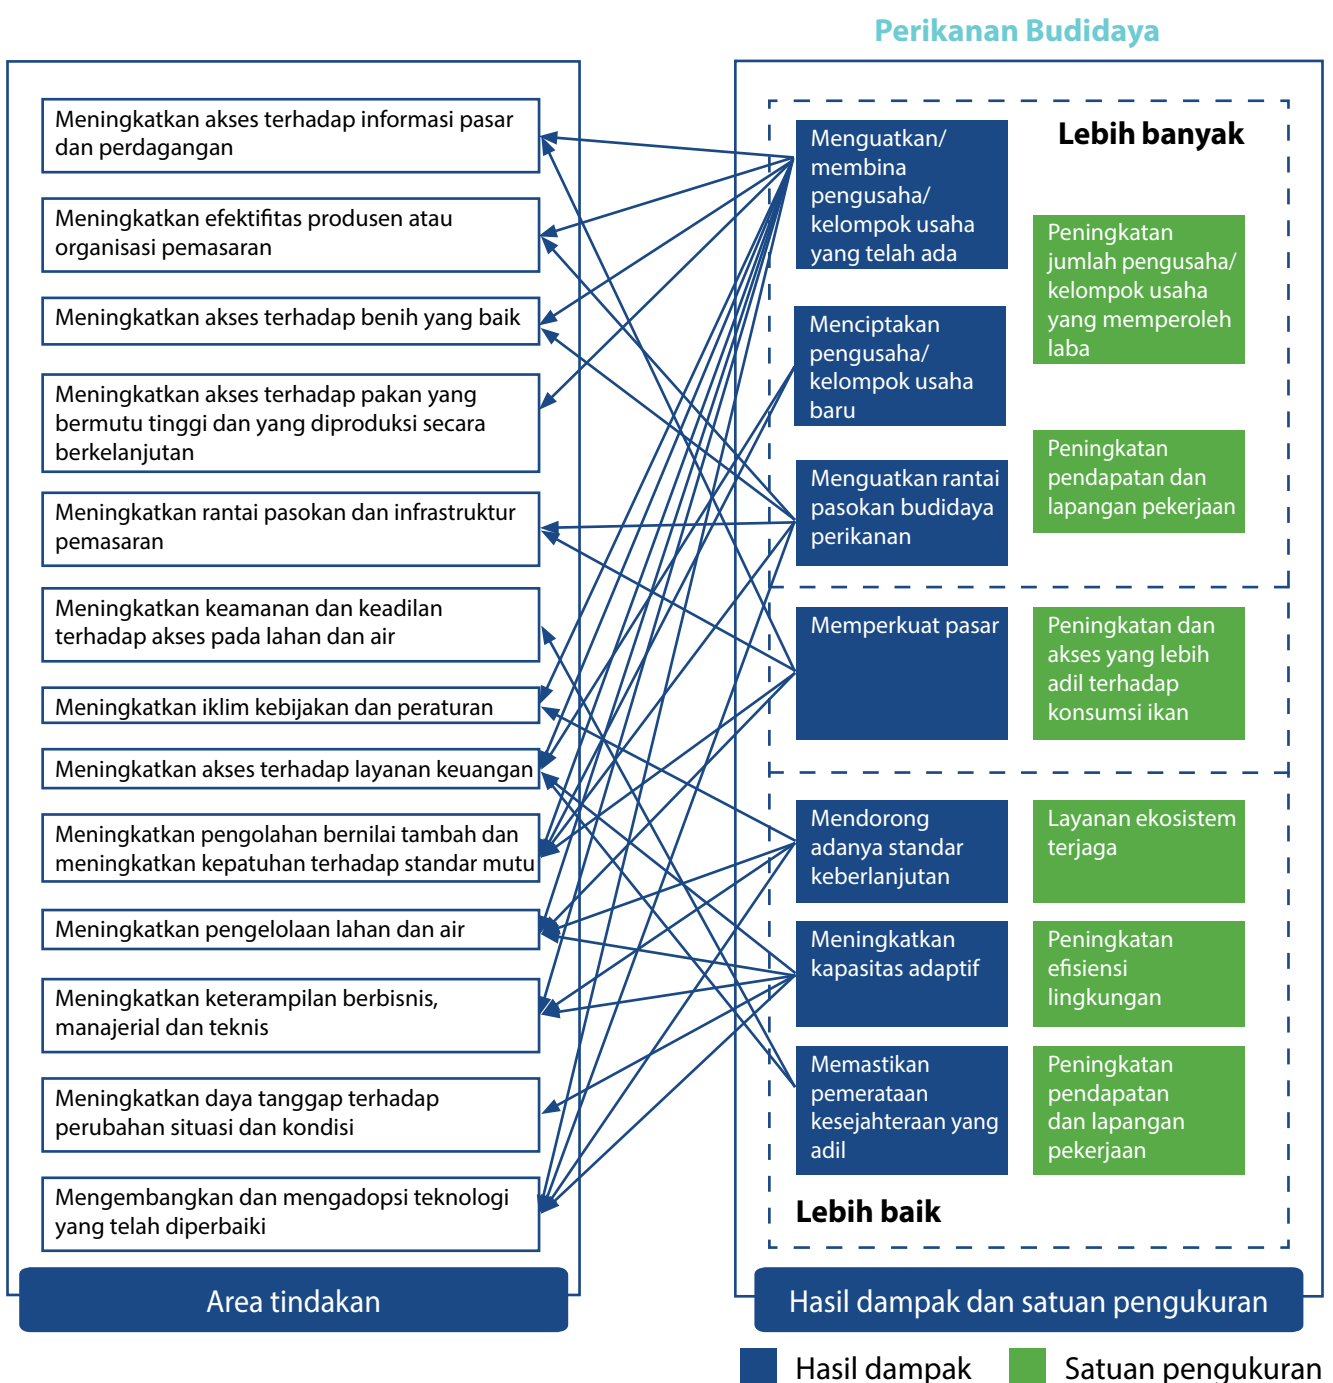 Perikanan Budidaya
Meningkatkan akses terhadap informasi pasar
dan perdagangan
Meningkatkan efektifitas produsen atau
organisasi pemasaran
Meningkatkan akses terhadap benih yang baik
Meningkatkan akses terhadap pakan yang
bermutu tinggi dan yang diproduksi secara
berkelanjutan
Meningkatkan rantai pasokan dan infrastruktur
pemasaran
Meningkatkan keamanan dan keadilan
terhadap akses pada lahan dan air
Meningkatkan iklim kebijakan dan peraturan
Meningkatkan akses terhadap layanan keuangan
Meningkatkan pengolahan bernilai tambah dan
meningkatkan kepatuhan terhadap standar mutu
Meningkatkan pengelolaan lahan dan air
Meningkatkan keterampilan berbisnis,
manajerial dan teknis
Meningkatkan daya tanggap terhadap
perubahan situasi dan kondisi
Mengembangkan dan mengadopsi teknologi
yang telah diperbaiki
Area tindakan
Lebih banyak
Menguatkan/
membina
pengusaha/
kelompok usaha
yang telah ada
Peningkatan
jumlah pengusaha/
kelompok usaha
yang memperoleh
laba
Menciptakan
pengusaha/
kelompok usaha
baru
Peningkatan
pendapatan dan
lapangan pekerjaan
Menguatkan rantai
pasokan budidaya
perikanan
Memperkuat pasar
Peningkatan dan
akses yang lebih
adil terhadap
konsumsi ikan
Mendorong
adanya standar
keberlanjutan
Layanan ekosistem
terjaga
Meningkatkan
kapasitas adaptif
Peningkatan
efisiensi
lingkungan
Memastikan
pemerataan
kesejahteraan yang
adil
Peningkatan
pendapatan
dan lapangan
pekerjaan
Lebih baik
Hasil dampak dan satuan pengukuran
Hasil dampak
Satuan pengukuran